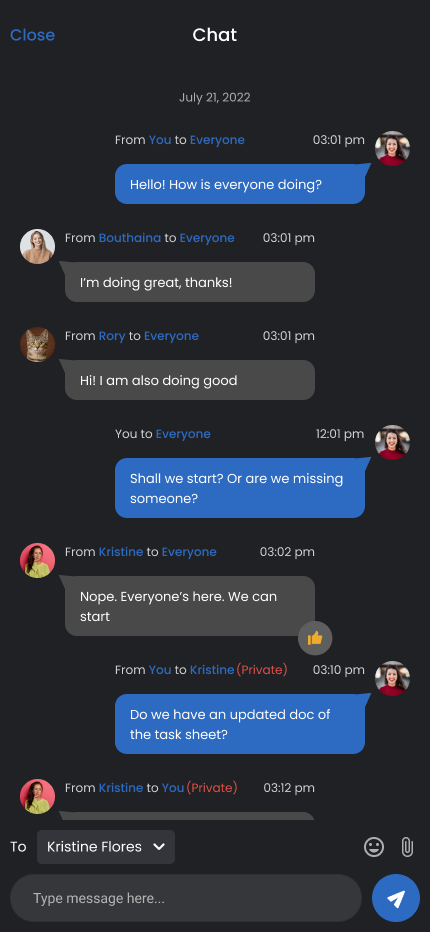 Close
Chat
July 21, 2022
From You to Everyone 03:01 pm
Hello! How is everyone doing?
From Bouthaina to Everyone 03:01 pm
I'm doing great, thanks!
From Rory to Everyone 03:01 pm
Hi! I am also doing good
You to Everyone 12:01 pm
Shall we start? Or are we missing
someone?
From Kristine to Everyone 03:02 pm
Nope. Everyone's here. We can
start
From You to Kristine (Private) 03:10 pm
Do we have an updated doc of
the task sheet?
From Kristine to You (Private) 03:12 pm
To Kristine Flores
Type message here...